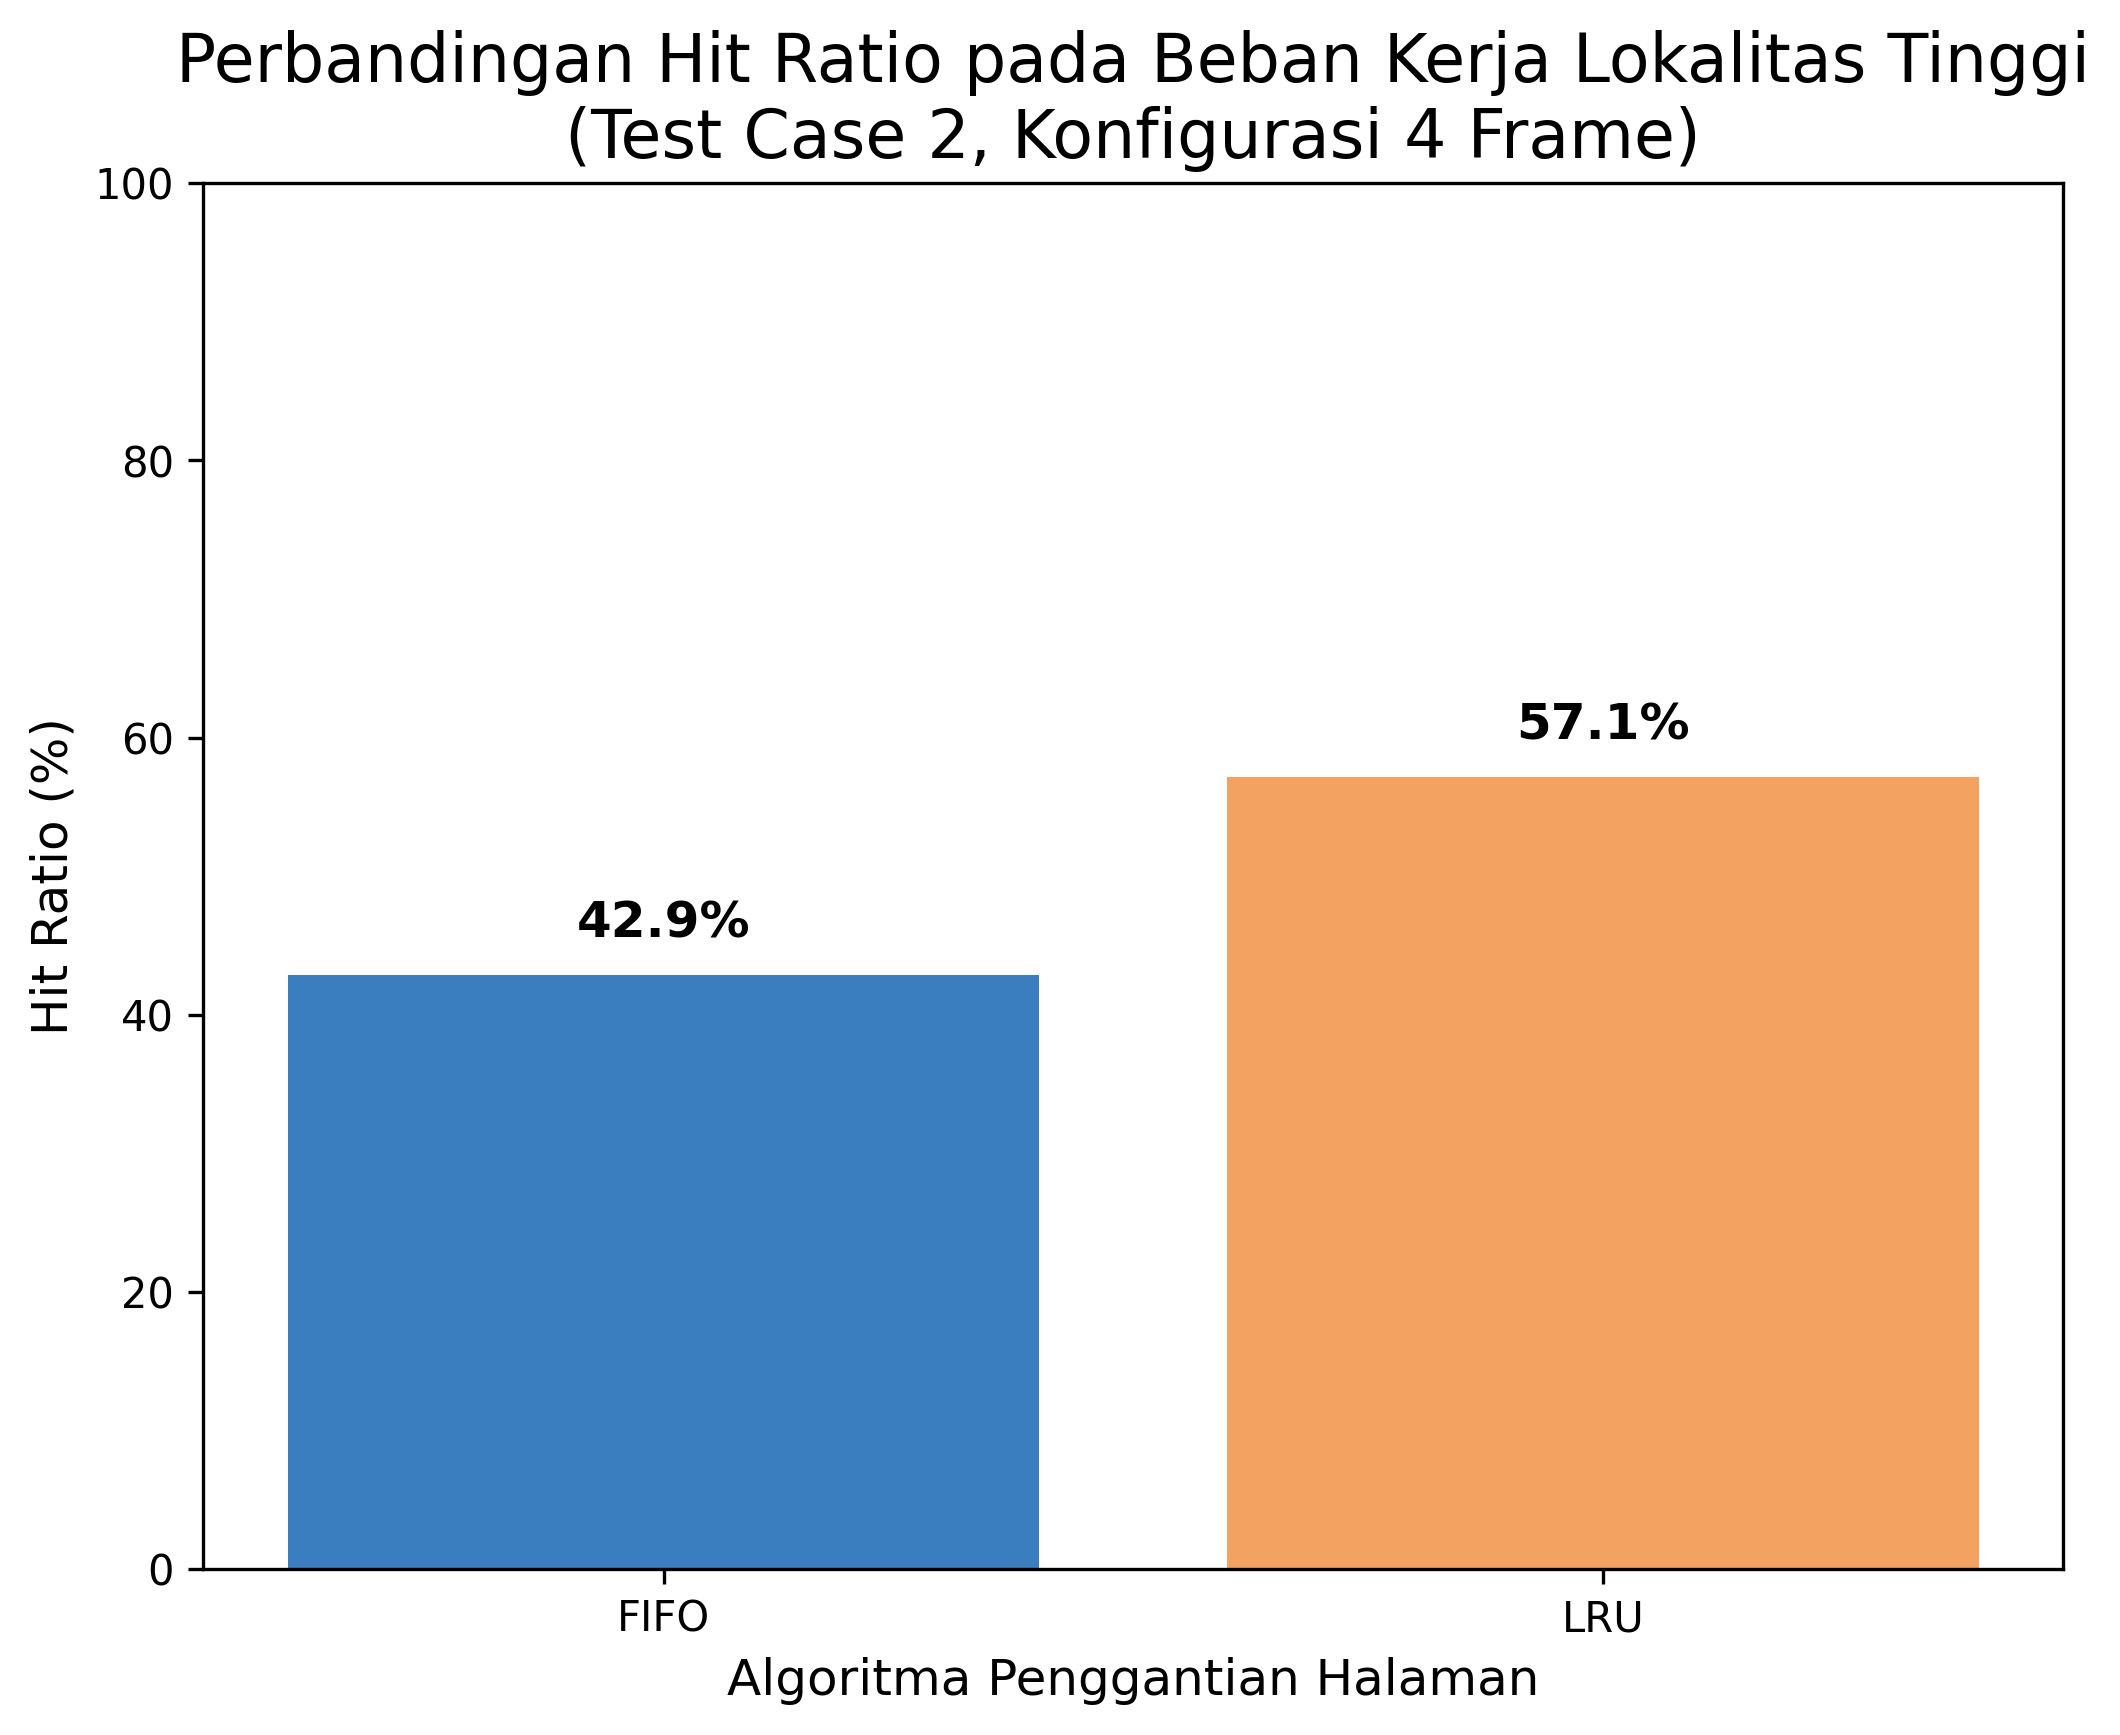 Perbandingan Hit Ratio pada Beban Kerja Lokalitas Tinggi
(Test Case 2, Konfigurasi 4 Frame)
100
80
60
40
20
0
Hit Ratio (%)
42.9%
57.1%
FIFO
LRU
Algoritma Penggantian Halaman